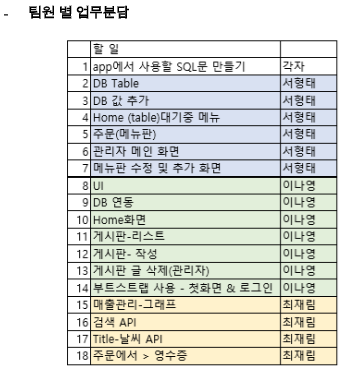 - 팀원 별 업무분담
할 일
1 app에서 사용할 SQL문 만들기 각자
2 DB Table 서형태
3 DB 값 추가 서형태
4 Home (table)대기중 메뉴 서형태
5 주문(메뉴판) 서형태
6 관리자 메인 화면 서형태
7 메뉴판 수정 및 추가 화면 서형태
8 UI 이나영
9 DB 연동 이나영
10 Home화면 이나영
11 게시판-리스트 이나영
12 게시판- 작성 이나영
13 게시판 글 삭제(관리자) 이나영
14 부트스트랩 사용 - 첫화면 & 로그인 이나영
15 매출관리-그래프 최재림
16 검색 API 최재림
17 Title-날씨 API 최재림
18 주문에서 > 영수증 최재림